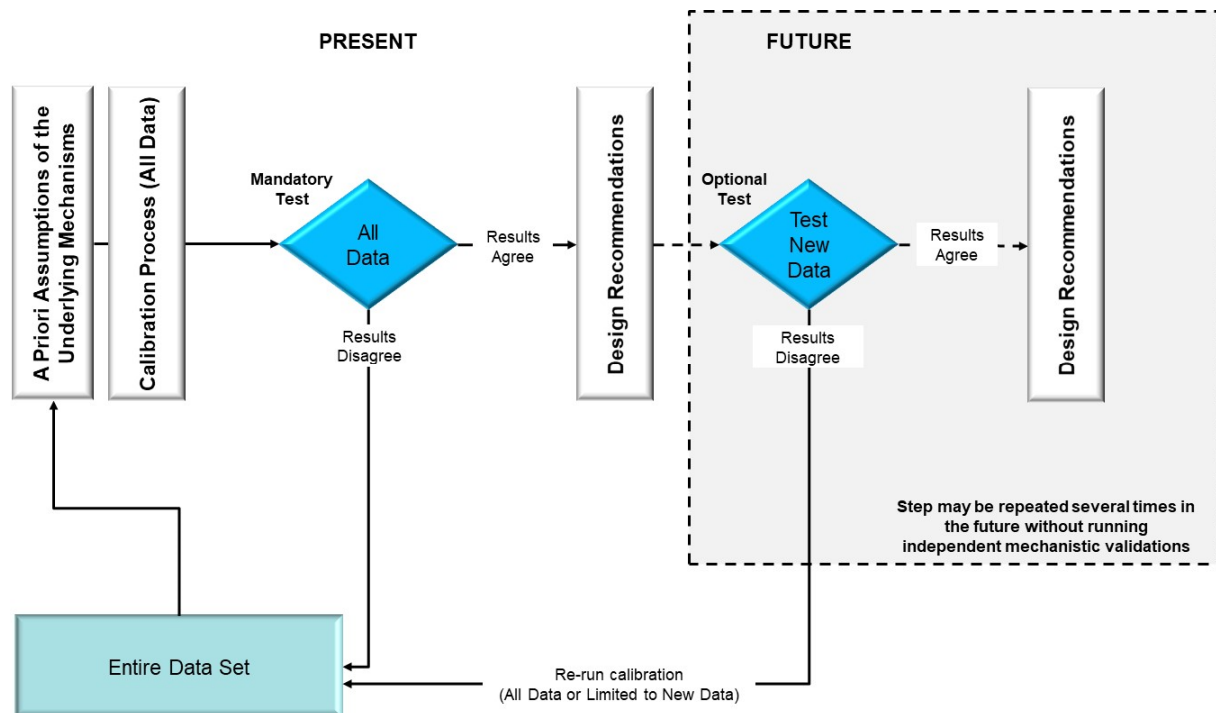 PRESENT
FUTURE
A Priori Assumptions of the
Underlying Mechanisms
Calibration Process (All Data)
Mandatory
Test
All
Data
Results
Agree
Results
Disagree
Design Recommendations
Optional
Test
Test
New
Data
Results
Agree
Results
Disagree
Design Recommendations
Step may be repeated several times in
the future without running
independent mechanistic validations
Entire Data Set
Re-run calibration
(All Data or Limited to New Data)